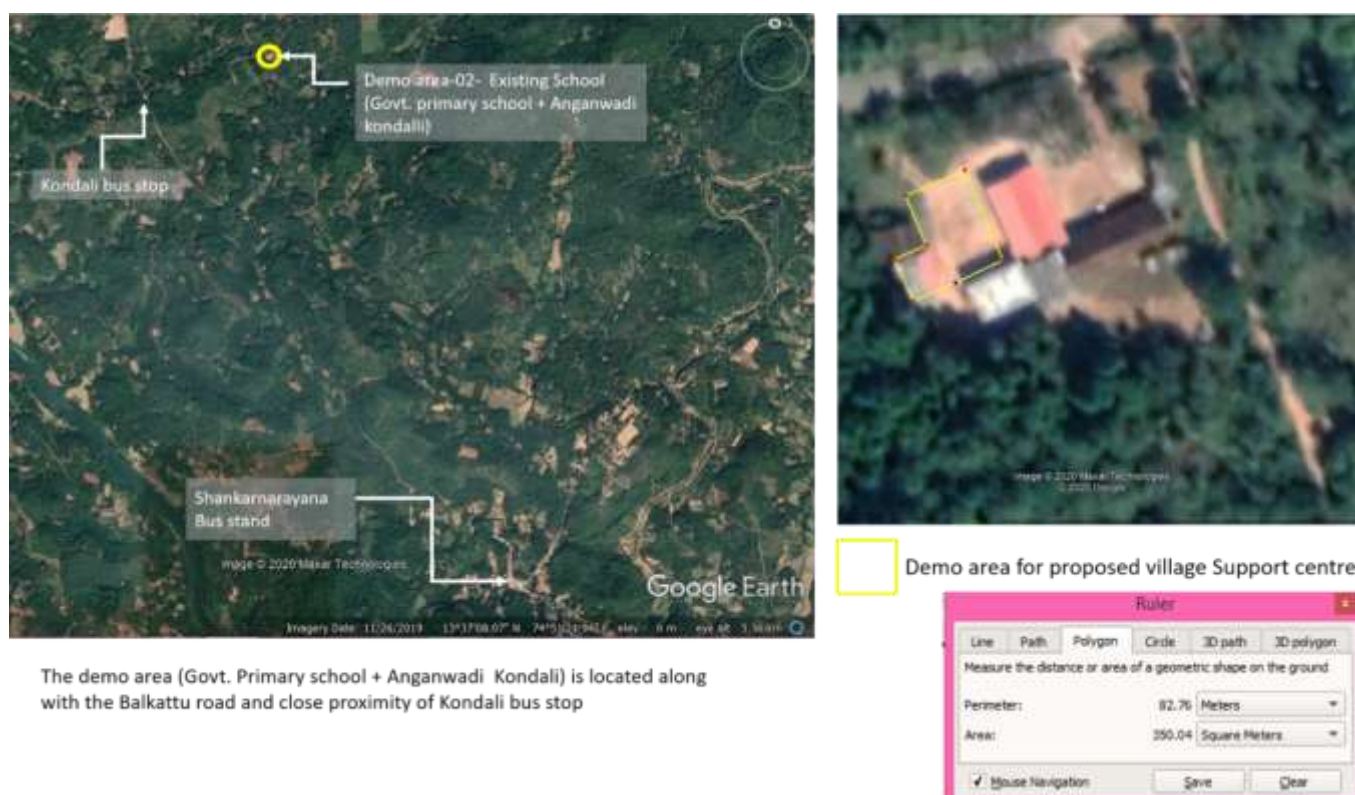 Demo area-02- Existing School
(Govt. primary school + Anganwadi
kondalli)
Kondali bus stop
Shankarnarayana
Bus stand
Image © 2020 Maxar Technologies
Google Earth
Imagery Date: 11/26/2019
The demo area (Govt. Primary school + Anganwadi Kondali) is located along
with the Balkattu road and close proximity of Kondali bus stop
Image © 2020 Maxar Technologies
Demo area for proposed village Support centre
Ruler
Line Path Polygon Circle 3D path 3D polygon
Measure the distance or area of a geometric shape on the ground
Perimeter: 82.76 Meters
Area: 350.04 Square Meters
Mouse Navigation Save Clear